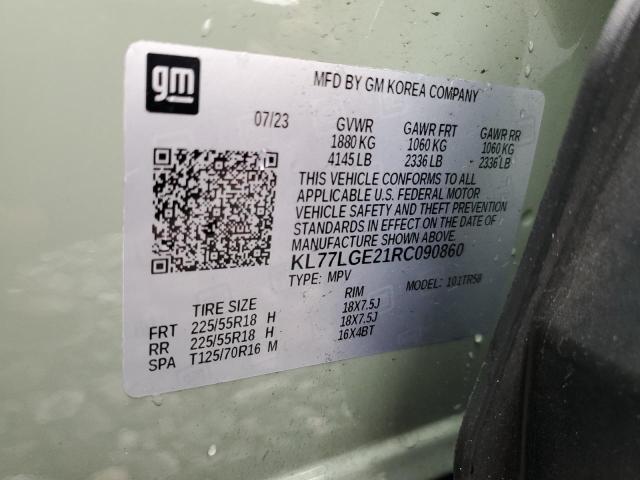 gm
MFD BY GM KOREA COMPANY
07/23
GVWR GAWR FRT GAWR RR
1880 KG 1060 KG 1060 KG
4145 LB 2336 LB 2336 LB
THIS VEHICLE CONFORMS TO ALL
APPLICABLE U.S. FEDERAL MOTOR
VEHICLE SAFETY AND THEFT PREVENTION
STANDARDS IN EFFECT ON THE DATE OF
MANUFACTURE SHOWN ABOVE.
KL77LGE21RC090860
TYPE: MPV MODEL: 101TR58
TIRE SIZE RIM
FRT 225/55R18 H 18X7.5J
RR 225/55R18 H 18X7.5J
SPA T125/70R16 M 16X4BT